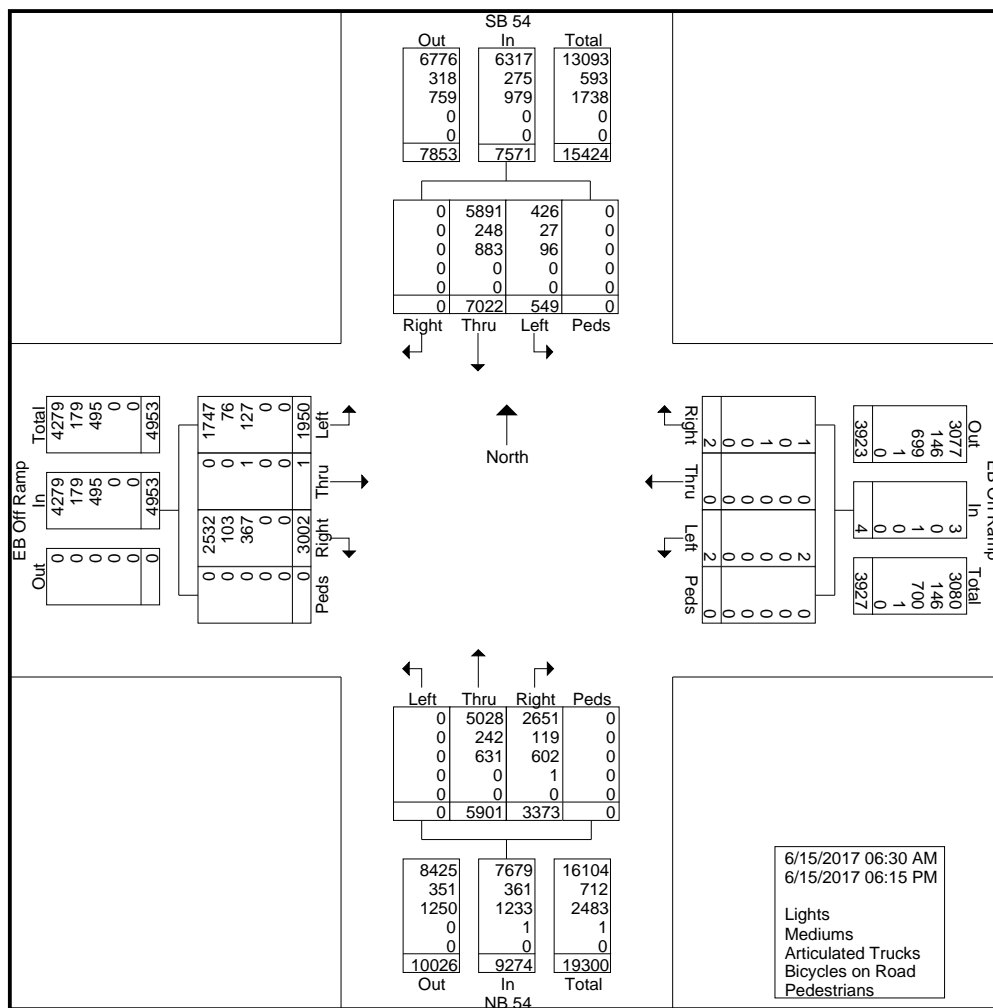 SB 54
Out In Total
6776 6317 13093
318 275 593
759 979 1738
0 0 0
0 0 0
7853 7571 15424
0 5891 426 0
0 248 27 0
0 883 96 0
0 0 0 0
0 0 0 0
0 7022 549 0
Right Thru Left Peds
EB Off Ramp
Total
4279
179
495
0
0
4953
In
4279
179
495
0
0
4953
Out
0
0
0
0
0
0
1747
76
127
0
0
1950
Left
0
0
1
0
0
1
Thru
2532
103
367
0
0
3002
Right
0
0
0
0
0
0
Peds
North
Right
1
0
1
0
0
2
Thru
0
0
0
0
0
0
Left
2
0
0
0
0
2
Peds
0
0
0
0
0
0
Out
3077
146
699
1
0
3923
In
3
0
1
0
0
4
Total
3080
146
700
1
0
3927
EB Off Ramp
Left Thru Right Peds
0 5028 2651 0
0 242 119 0
0 631 602 0
0 0 1 0
0 0 0 0
0 5901 3373 0
8425 7679 16104
351 361 712
1250 1233 2483
0 1 1
0 0 0
10026 9274 19300
Out In Total
NB 54
6/15/2017 06:30 AM
6/15/2017 06:15 PM
Lights
Mediums
Articulated Trucks
Bicycles on Road
Pedestrians